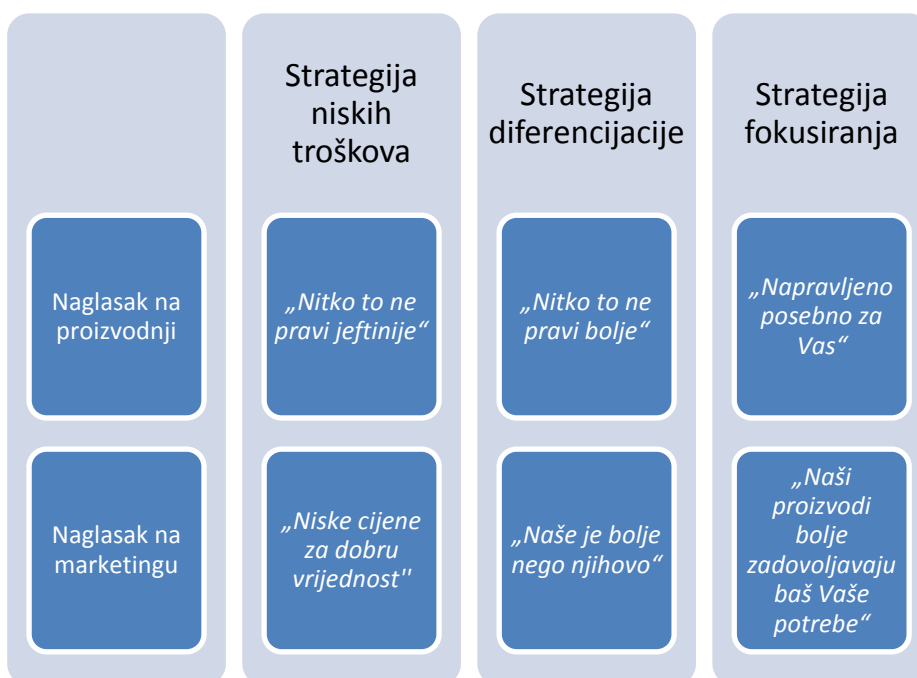 Strategija
niskih
troškova
Strategija
diferencijacije
Strategija
fokusiranja
Naglasak na
proizvodnji
„Nitko to ne
pravi jeftinije“
„Nitko to ne
pravi bolje“
„Napravljeno
posebno za
Vas“
Naglasak na
marketingu
„Niske cijene
za dobru
vrijednost''
„Naše je bolje
nego njihovo“
„Naši
proizvodi
bolje
zadovoljavaju
baš Vaše
potrebe“